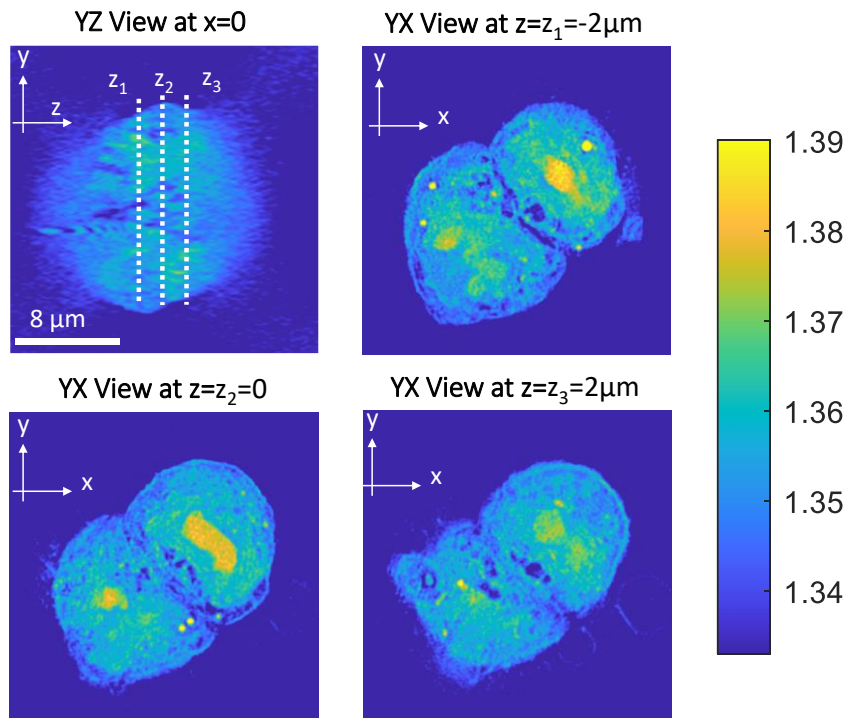 YZ View at x=0
y
z
z1
z2
z3
8 μm
YX View at z=z1=-2μm
y
x
YX View at z=z2=0
y
x
YX View at z=z3=2μm
y
x
1.39
1.38
1.37
1.36
1.35
1.34